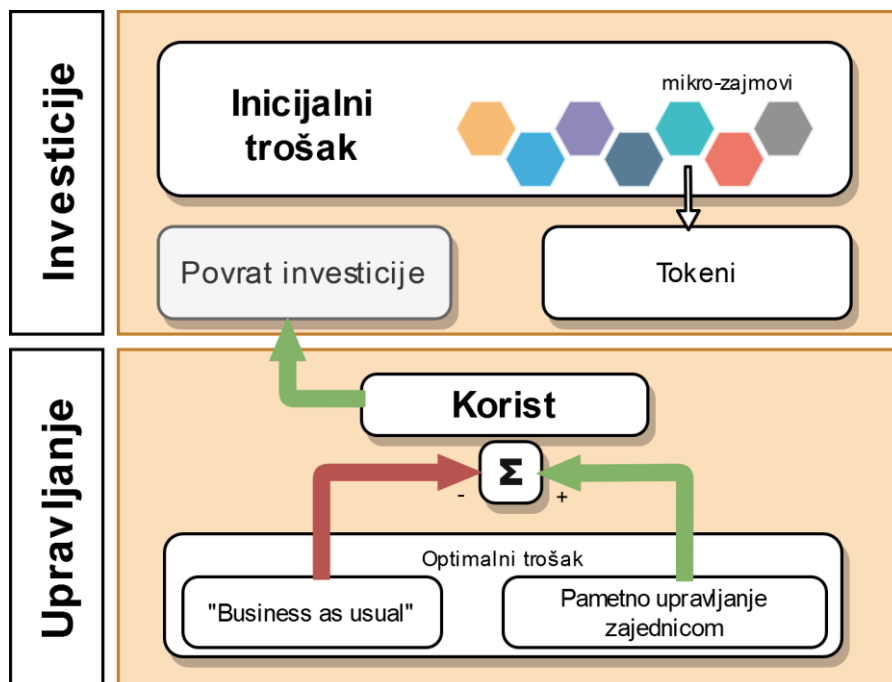 Investicije
Inicijalni
trošak
mikro-zajmovi
Povrat investicije
Tokeni
Upravljanje
Korist
Σ
- +
Optimalni trošak
"Business as usual"
Pametno upravljanje
zajednicom